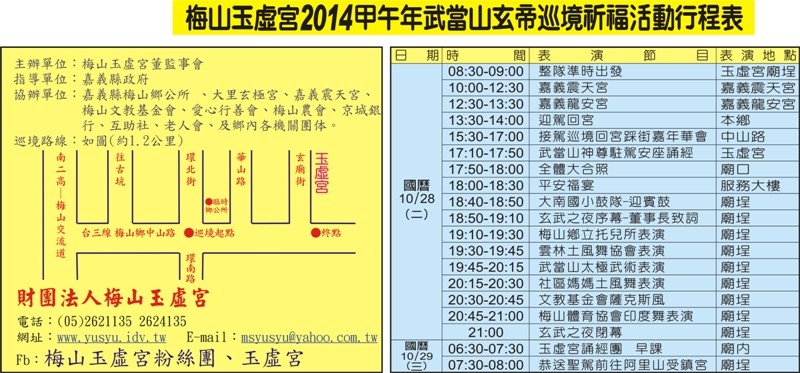 梅山玉虛宮2014甲午年武當山玄帝巡境祈福活動行程表
主辦單位：梅山玉虛宮董監事會
指導單位：嘉義縣政府
協辦單位：嘉義縣梅山鄉公所、大里玄極宮、嘉義震天宮、
梅山文教基金會、愛心行善會、梅山農會、京城銀
行、互助社、老人會、及鄉內各機關團体。
巡境路線：如圖(約1.2公里)
南二高—梅山交流道
往古坑
環北街
華山路
玄廟街
玉虛宮
●臨時鄉公所
台三線 梅山鄉中山路
●巡境起點
●終點
環南路
財團法人梅山玉虛宮
電話：(05)2621135 2624135
網址：www.yusyu.idv.tw E-mail：msyusyu@yahoo.com.tw
Fb：梅山玉虛宮粉絲團、玉虛宮
日期 時間 表演節目 表演地點
國曆 10/28 (二)
08:30-09:00 整隊準時出發 玉虛宮廟埕
10:00-12:30 嘉義震天宮 嘉義震天宮
12:30-13:30 嘉義龍安宮 嘉義龍安宮
13:30-14:00 迎駕回宮 本鄉
15:30-17:00 接駕巡境回宮踩街嘉年華會 中山路
17:10-17:50 武當山神尊駐駕安座誦經 玉虛宮
17:50-18:00 全體大合照 廟口
18:00-18:30 平安福宴 服務大樓
18:40-18:50 大南國小鼓隊-迎賓鼓 廟埕
18:50-19:10 玄武之夜序幕-董事長致詞 廟埕
19:10-19:30 梅山鄉立托兒所表演 廟埕
19:30-19:45 雲林土風舞協會表演 廟埕
19:45-20:15 武當山太極武術表演 廟埕
20:15-20:30 社區媽媽土風舞表演 廟埕
20:30-20:45 文教基金會薩克斯風 廟埕
20:45-21:00 梅山體育協會印度舞表演 廟埕
21:00 玄武之夜閉幕 廟埕
國曆 10/29 (三)
06:30-07:30 玉虛宮誦經團 早課 廟內
07:30-08:00 恭送聖駕前往阿里山受鎮宮 廟埕